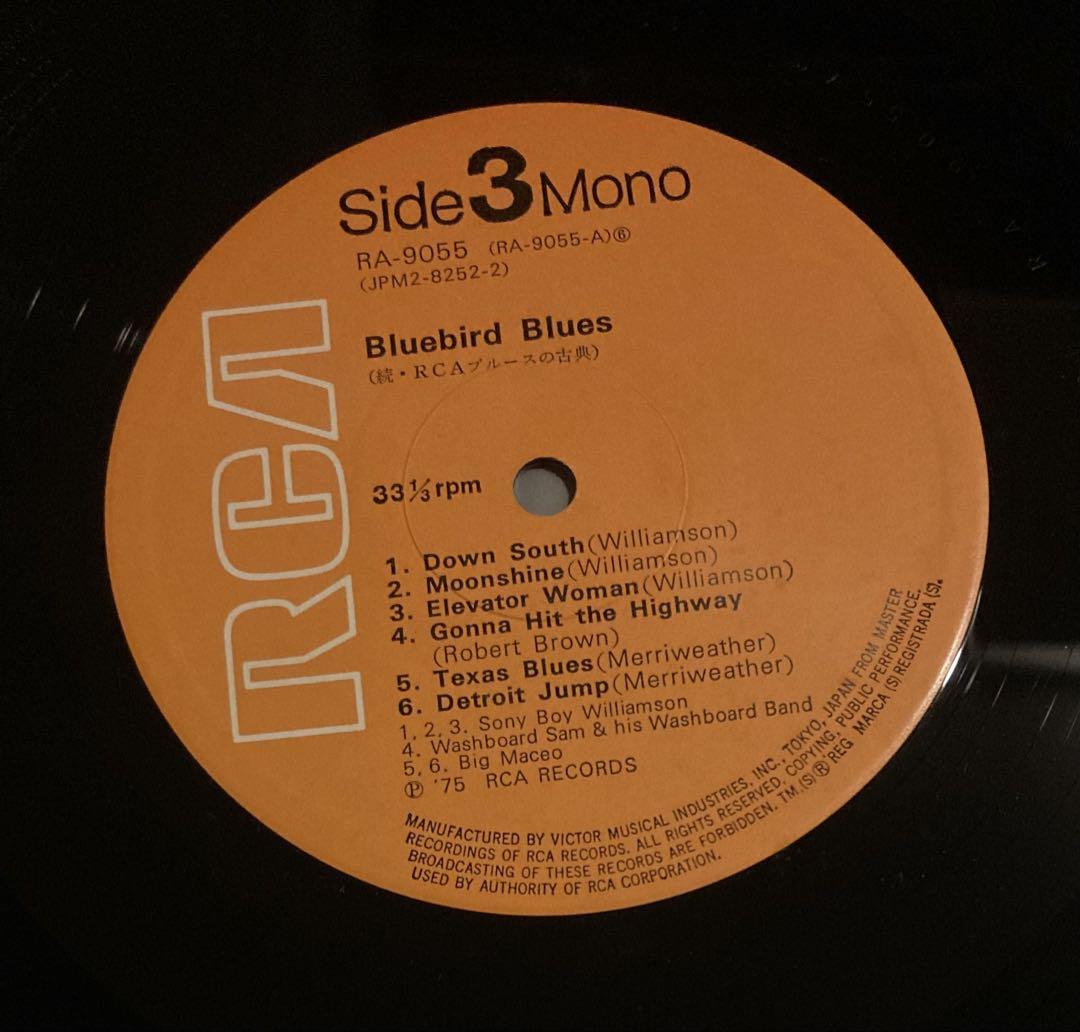 Side 3 Mono
RA-9055 (RA-9055-A)⑥
(JPM2-8252-2)
Bluebird Blues
(続・RCAブルースの古典)
RCA
33 1/3 rpm
1. Down South (Williamson)
2. Moonshine (Williamson)
3. Elevator Woman (Williamson)
4. Gonna Hit the Highway
(Robert Brown)
5. Texas Blues (Merriweather)
6. Detroit Jump (Merriweather)
1, 2, 3. Sony Boy Williamson
4. Washboard Sam & his Washboard Band
5, 6. Big Maceo
℗ '75 RCA RECORDS
MANUFACTURED BY VICTOR MUSICAL INDUSTRIES, INC., TOKYO, JAPAN FROM MASTER
RECORDINGS OF RCA RECORDS. ALL RIGHTS RESERVED, COPYING, PUBLIC PERFORMANCE,
BROADCASTING OF THESE RECORDS ARE FORBIDDEN. TM.(S)® REG MARCA (S) REGISTRADA (S).
USED BY AUTHORITY OF RCA CORPORATION.